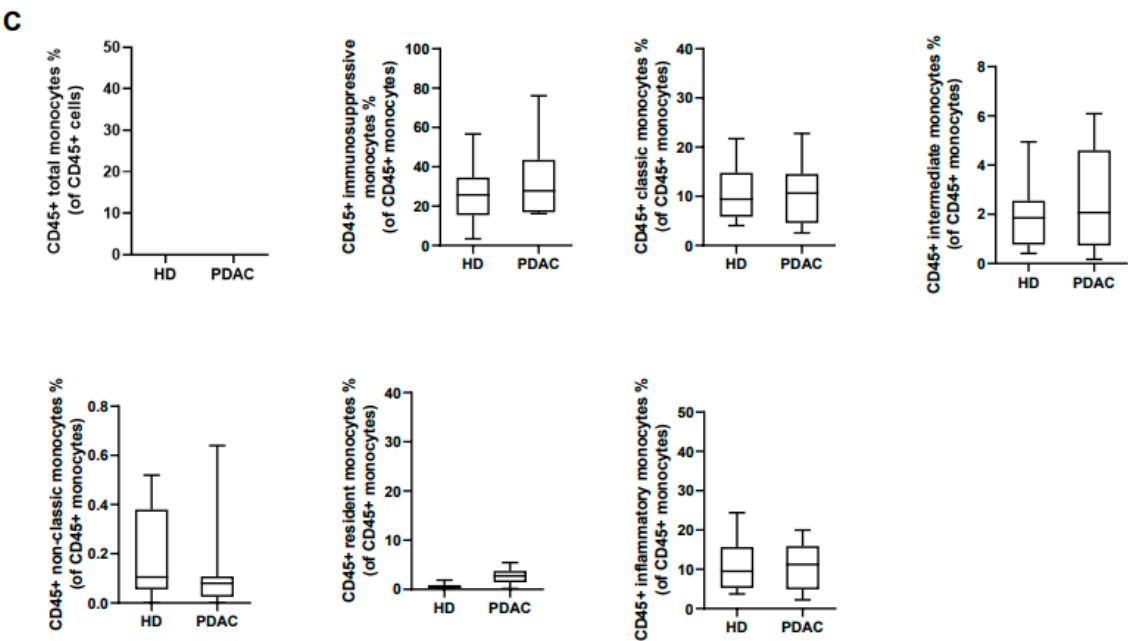 C
CD45+ total monocytes %
(of CD45+ cells)
50
40
30
20
10
0
HD PDAC
CD45+ immunosuppressive
monocytes %
(of CD45+ monocytes)
100
80
60
40
20
0
HD PDAC
CD45+ classic monocytes %
(of CD45+ monocytes)
40
30
20
10
0
HD PDAC
CD45+ intermediate monocytes %
(of CD45+ monocytes)
8
6
4
2
0
HD PDAC
CD45+ non-classic monocytes %
(of CD45+ monocytes)
0.8
0.6
0.4
0.2
0.0
HD PDAC
CD45+ resident monocytes %
(of CD45+ monocytes)
40
30
20
10
0
HD PDAC
CD45+ inflammatory monocytes %
(of CD45+ monocytes)
50
40
30
20
10
0
HD PDAC